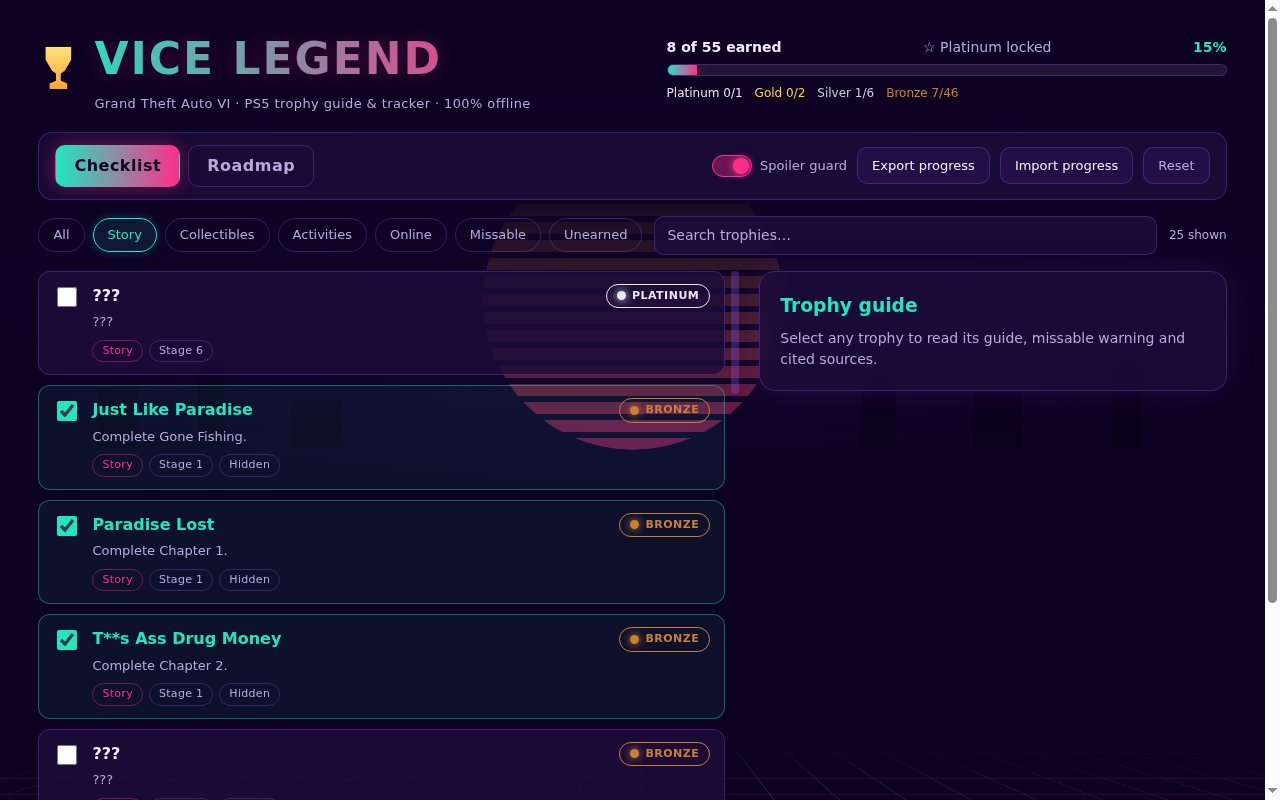 VICE LEGEND
Grand Theft Auto VI · PS5 trophy guide & tracker · 100% offline
8 of 55 earned ☆ Platinum locked 15%
Platinum 0/1 Gold 0/2 Silver 1/6 Bronze 7/46
Checklist Roadmap Spoiler guard Export progress Import progress Reset
All Story Collectibles Activities Online Missable Unearned Search trophies... 25 shown
??? PLATINUM
???
Story Stage 6
Trophy guide
Select any trophy to read its guide, missable warning and
cited sources.
Just Like Paradise BRONZE
Complete Gone Fishing.
Story Stage 1 Hidden
Paradise Lost BRONZE
Complete Chapter 1.
Story Stage 1 Hidden
T**s Ass Drug Money BRONZE
Complete Chapter 2.
Story Stage 1 Hidden
??? BRONZE
???